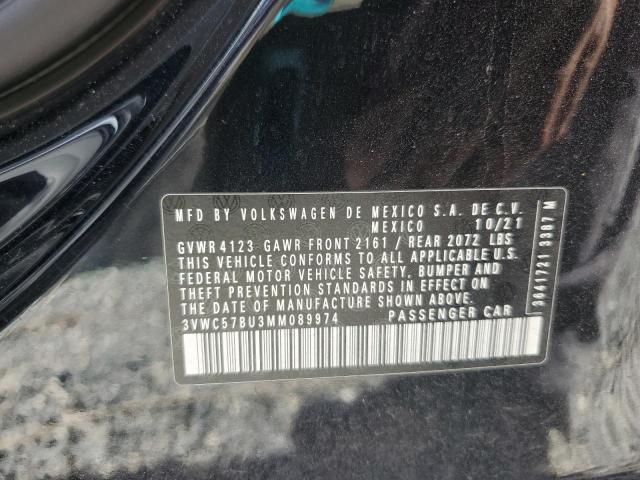 MFD BY VOLKSWAGEN DE MEXICO S.A. DE C.V.
MEXICO 10/21
GVWR 4123 GAWR FRONT 2161 / REAR 2072 LBS
THIS VEHICLE CONFORMS TO ALL APPLICABLE U.S.
FEDERAL MOTOR VEHICLE SAFETY, BUMPER AND
THEFT PREVENTION STANDARDS IN EFFECT ON
THE DATE OF MANUFACTURE SHOWN ABOVE.
3VWC57BU3MM089974 PASSENGER CAR
3041721 3307 M